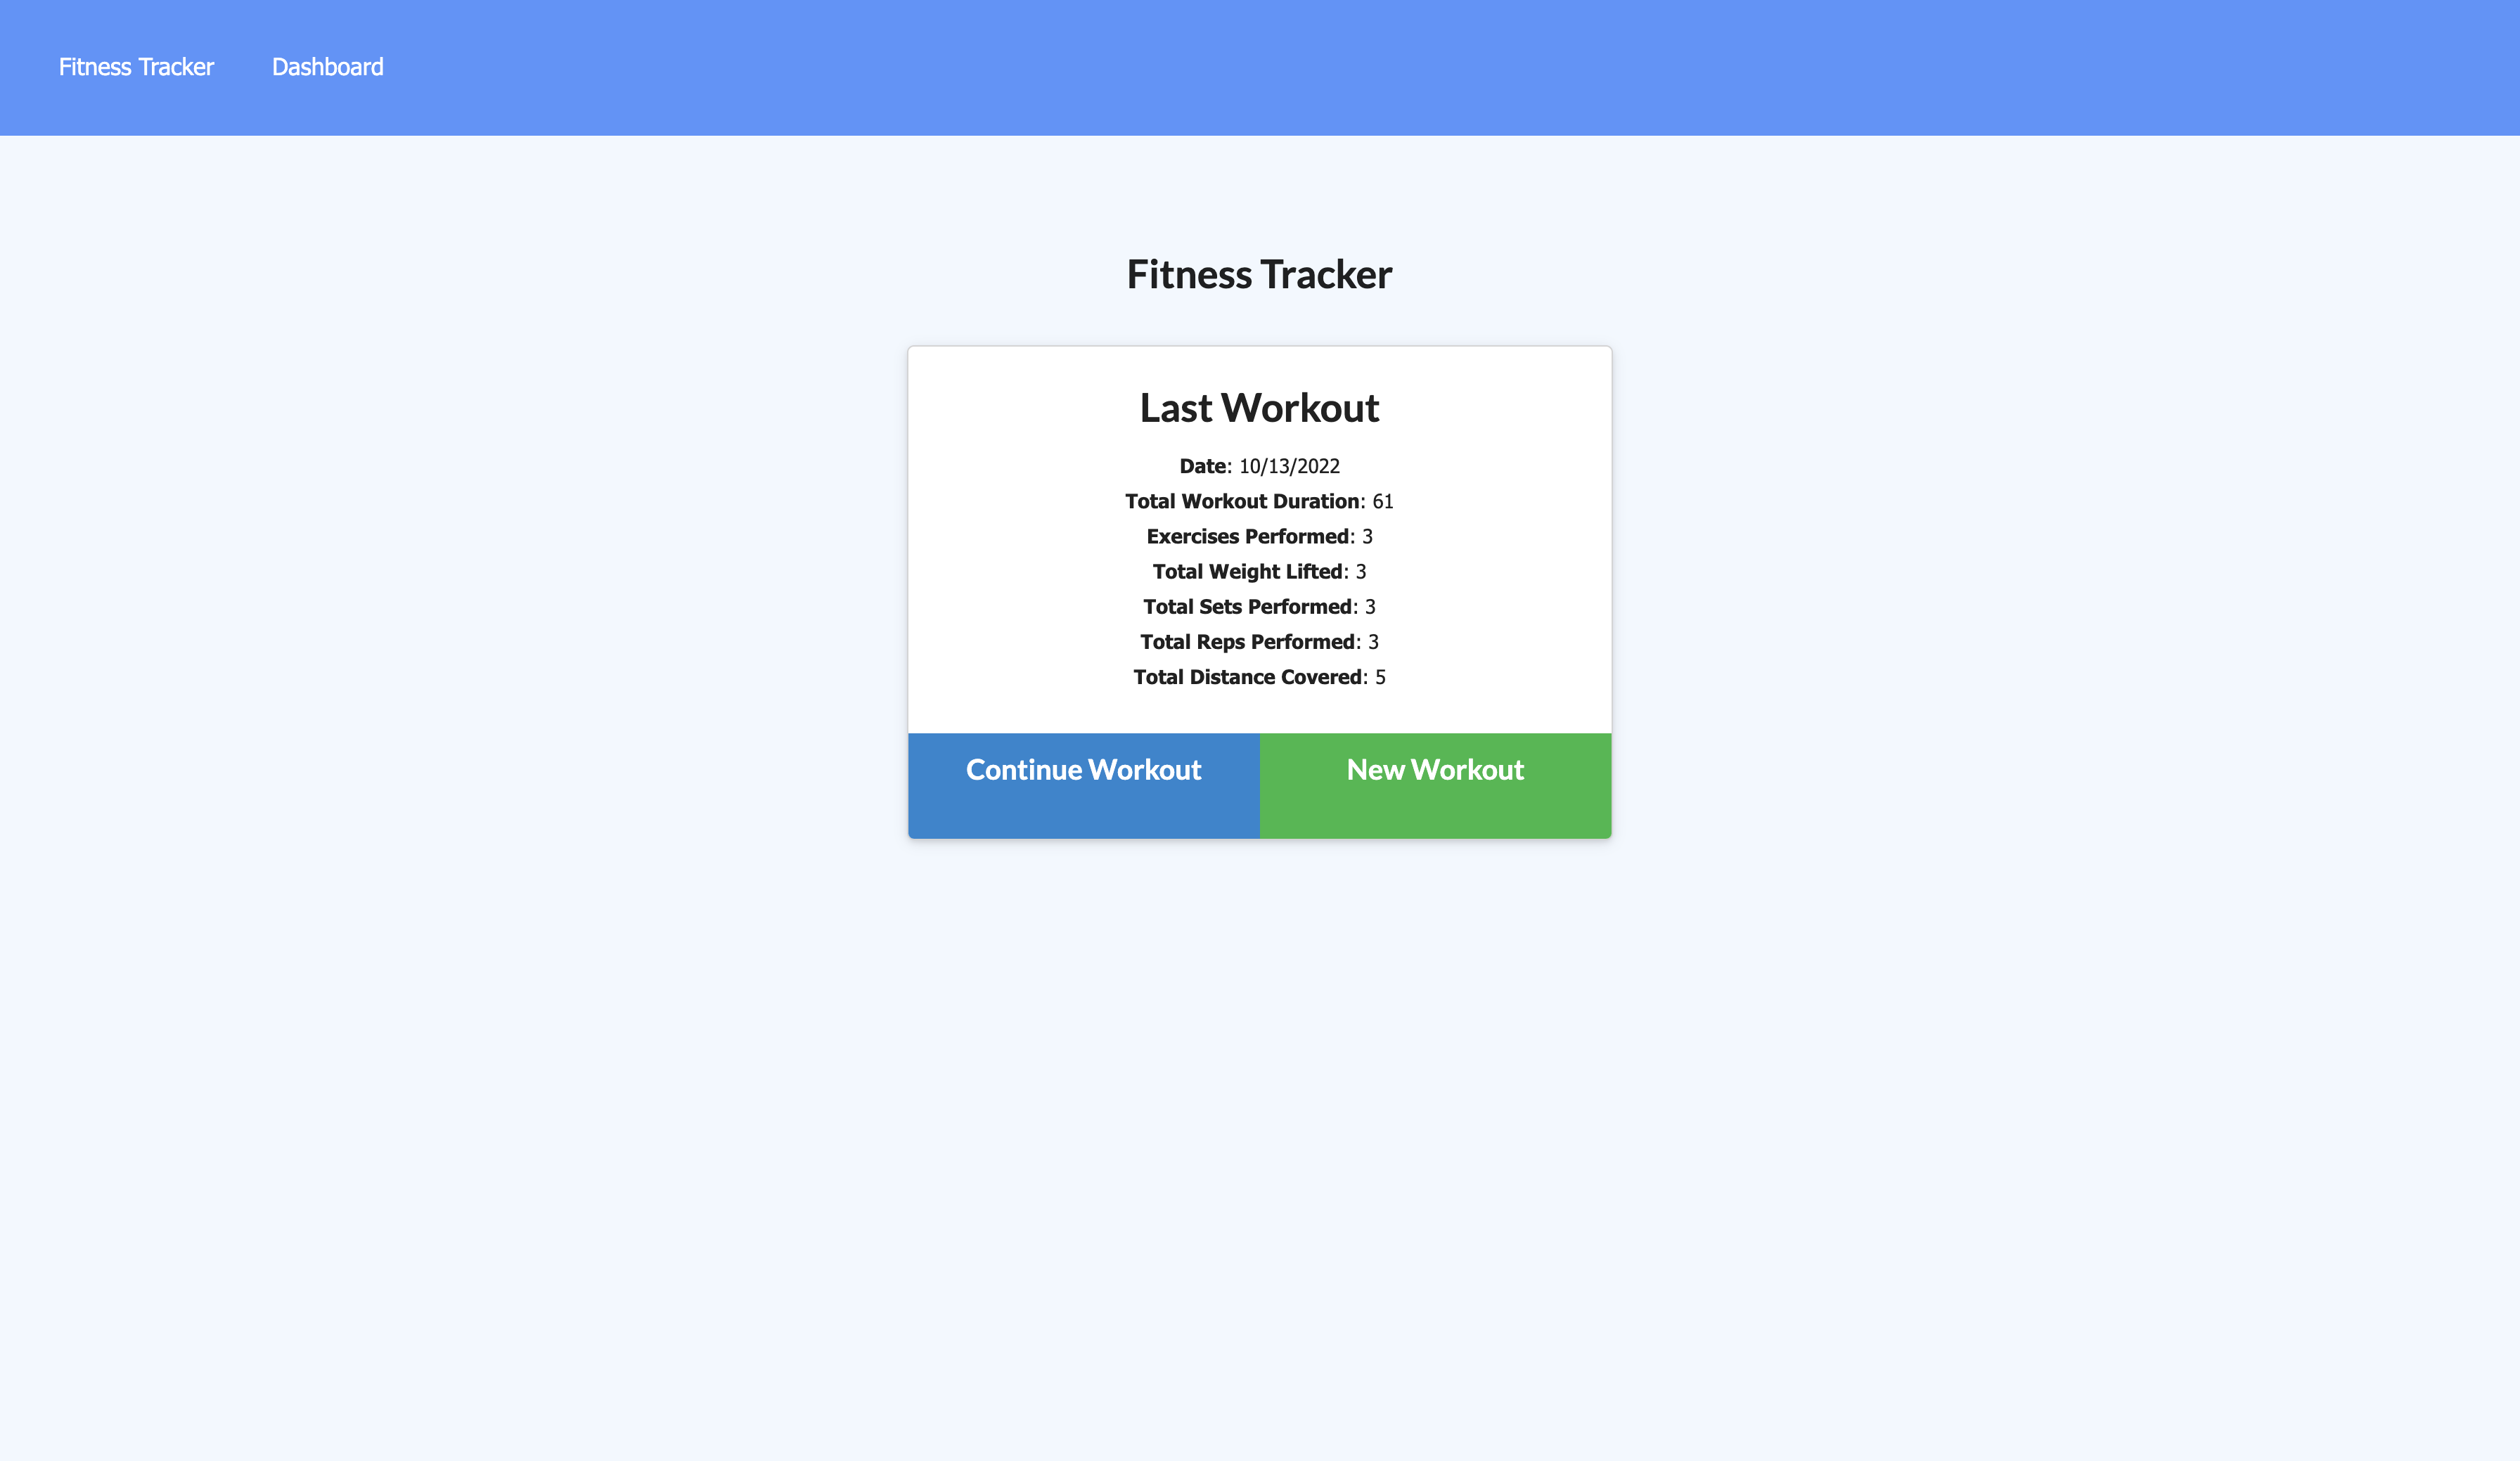 Fitness Tracker Dashboard
Fitness Tracker
Last Workout
Date: 10/13/2022
Total Workout Duration: 61
Exercises Performed: 3
Total Weight Lifted: 3
Total Sets Performed: 3
Total Reps Performed: 3
Total Distance Covered: 5
Continue Workout New Workout